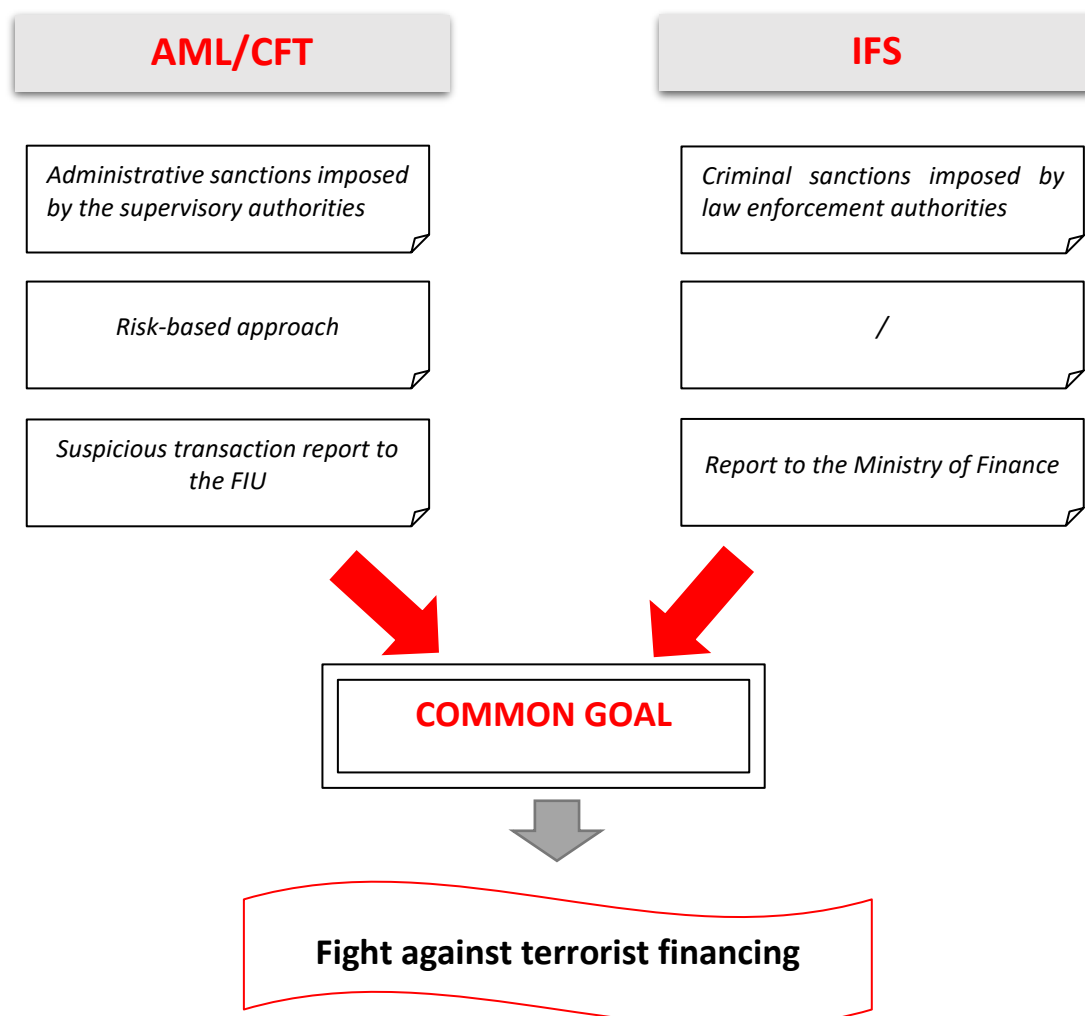 AML/CFT
IFS
Administrative sanctions imposed
by the supervisory authorities
Criminal sanctions imposed by
law enforcement authorities
Risk-based approach
/
Suspicious transaction report to
the FIU
Report to the Ministry of Finance
COMMON GOAL
Fight against terrorist financing